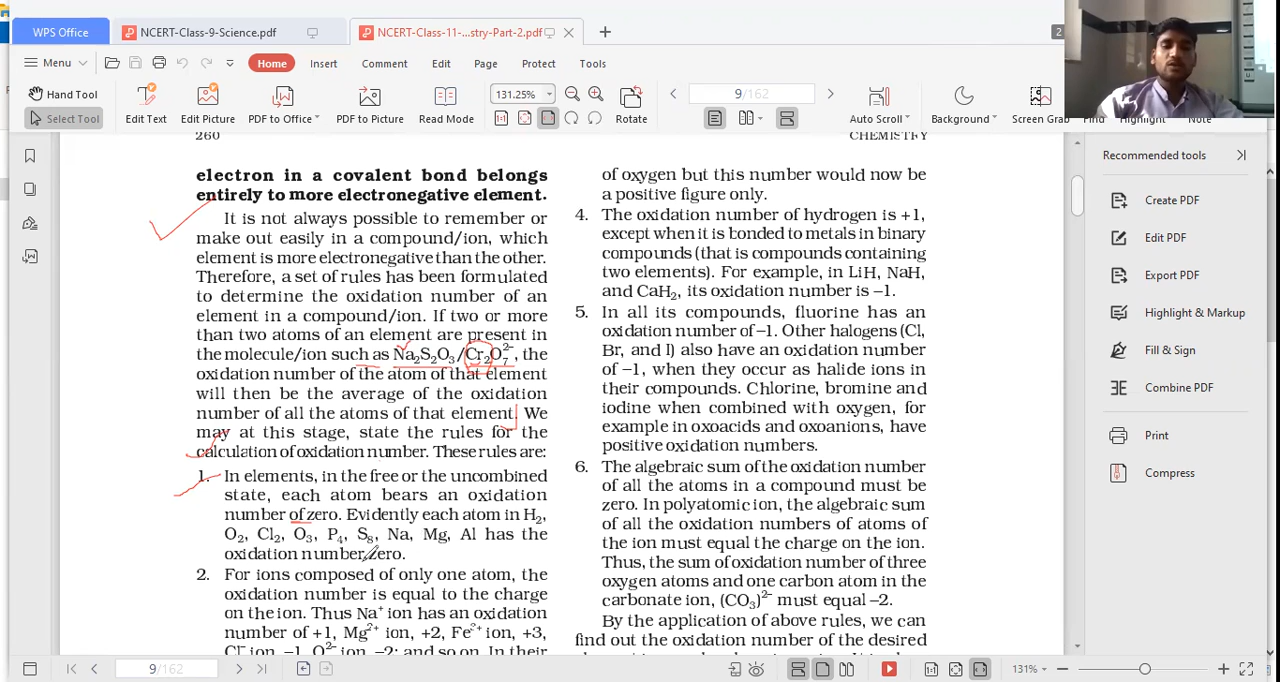 WPS Office
NCERT-Class-9-Science.pdf
NCERT-Class-11-...stry-Part-2.pdf
2
Menu
Home
Insert
Comment
Edit
Page
Protect
Tools
Hand Tool
Select Tool
Edit Text
Edit Picture
PDF to Office
PDF to Picture
131.25%
Read Mode
Rotate
9/162
Auto Scroll
Background
Screen Grab
Find
Highlight
Note
260
CHEMISTRY
electron in a covalent bond belongs
entirely to more electronegative element.
It is not always possible to remember or
make out easily in a compound/ion, which
element is more electronegative than the other.
Therefore, a set of rules has been formulated
to determine the oxidation number of an
element in a compound/ion. If two or more
than two atoms of an element are present in
the molecule/ion such as Na₂S₂O₃/Cr₂O₇²⁻, the
oxidation number of the atom of that element
will then be the average of the oxidation
number of all the atoms of that element. We
may at this stage, state the rules for the
calculation of oxidation number. These rules are:
1. In elements, in the free or the uncombined
state, each atom bears an oxidation
number of zero. Evidently each atom in H₂,
O₂, Cl₂, O₃, P₄, S₈, Na, Mg, Al has the
oxidation number zero.
2. For ions composed of only one atom, the
oxidation number is equal to the charge
on the ion. Thus Na⁺ ion has an oxidation
number of +1, Mg²⁺ ion, +2, Fe³⁺ ion, +3,
Cl⁻ ion, –1, O²⁻ ion, –2; and so on. In their
of oxygen but this number would now be
a positive figure only.
4. The oxidation number of hydrogen is +1,
except when it is bonded to metals in binary
compounds (that is compounds containing
two elements). For example, in LiH, NaH,
and CaH₂, its oxidation number is –1.
5. In all its compounds, fluorine has an
oxidation number of –1. Other halogens (Cl,
Br, and I) also have an oxidation number
of –1, when they occur as halide ions in
their compounds. Chlorine, bromine and
iodine when combined with oxygen, for
example in oxoacids and oxoanions, have
positive oxidation numbers.
6. The algebraic sum of the oxidation number
of all the atoms in a compound must be
zero. In polyatomic ion, the algebraic sum
of all the oxidation numbers of atoms of
the ion must equal the charge on the ion.
Thus, the sum of oxidation number of three
oxygen atoms and one carbon atom in the
carbonate ion, (CO₃)²⁻ must equal –2.
By the application of above rules, we can
find out the oxidation number of the desired
Recommended tools
Create PDF
Edit PDF
Export PDF
Highlight & Markup
Fill & Sign
Compress PDF
Print
Compress
9/162
131%